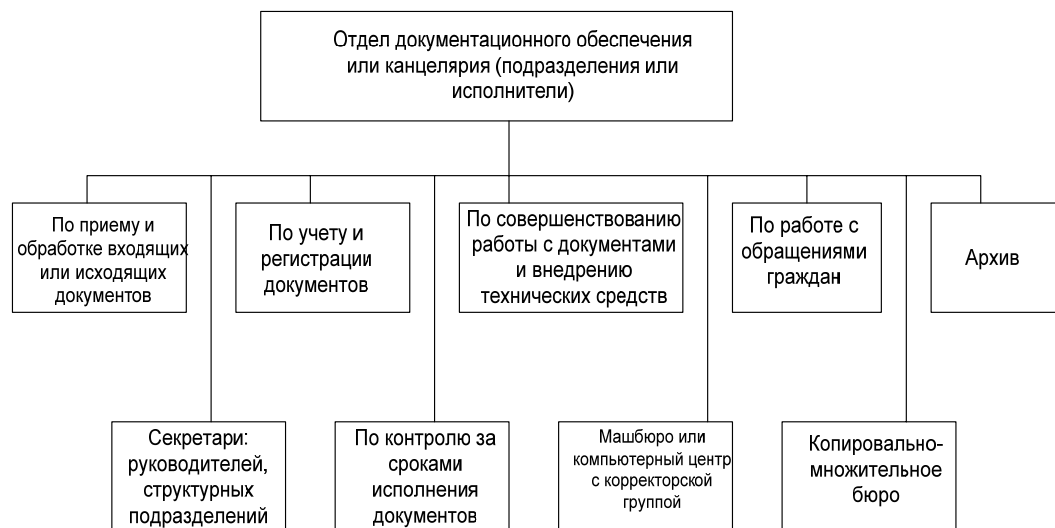 Отдел документационного обеспечения
или канцелярия (подразделения или
исполнители)
По приему и
обработке входящих
или исходящих
документов
По учету и
регистрации
документов
По совершенствованию
работы с документами
и внедрению
технических средств
По работе с
обращениями
граждан
Архив
Секретари:
руководителей,
структурных
подразделений
По контролю за
сроками
исполнения
документов
Машбюро или
компьютерный центр
с корректорской
группой
Копировально-
множительное
бюро